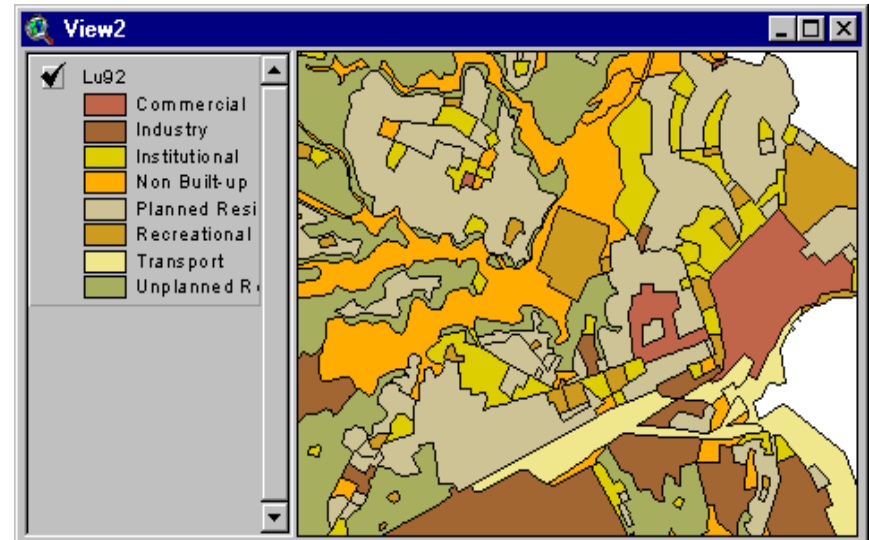 View2
Lu92
Commercial
Industry
Institutional
Non Built-up
Planned Resi
Recreational
Transport
Unplanned R